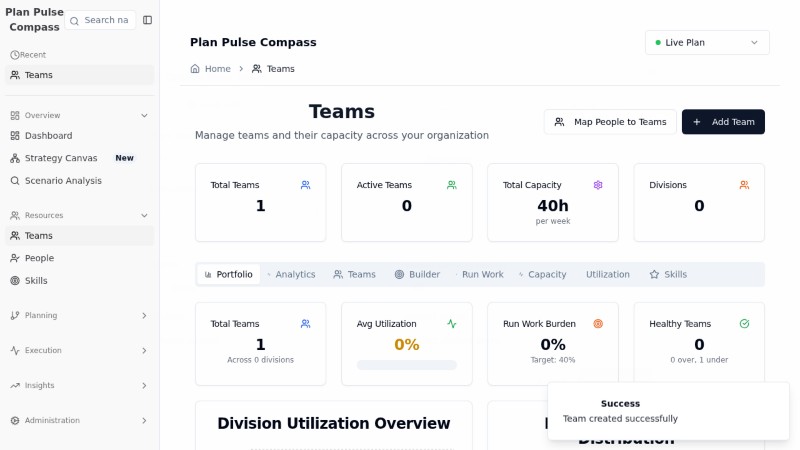 Plan Pulse
Compass
Search na
Recent
Teams
Overview
Dashboard
Strategy Canvas New
Scenario Analysis
Resources
Teams
People
Skills
Planning
Execution
Insights
Administration
Plan Pulse Compass
Live Plan
Home
Teams
Teams
Manage teams and their capacity across your organization
Map People to Teams
Add Team
Total Teams
1
Active Teams
0
Total Capacity
40h
per week
Divisions
0
Portfolio
Analytics
Teams
Builder
Run Work
Capacity
Utilization
Skills
Total Teams
1
Across 0 divisions
Avg Utilization
0%
Run Work Burden
0%
Target: 40%
Healthy Teams
0
0 over, 1 under
Division Utilization Overview
Distribution
Success
Team created successfully